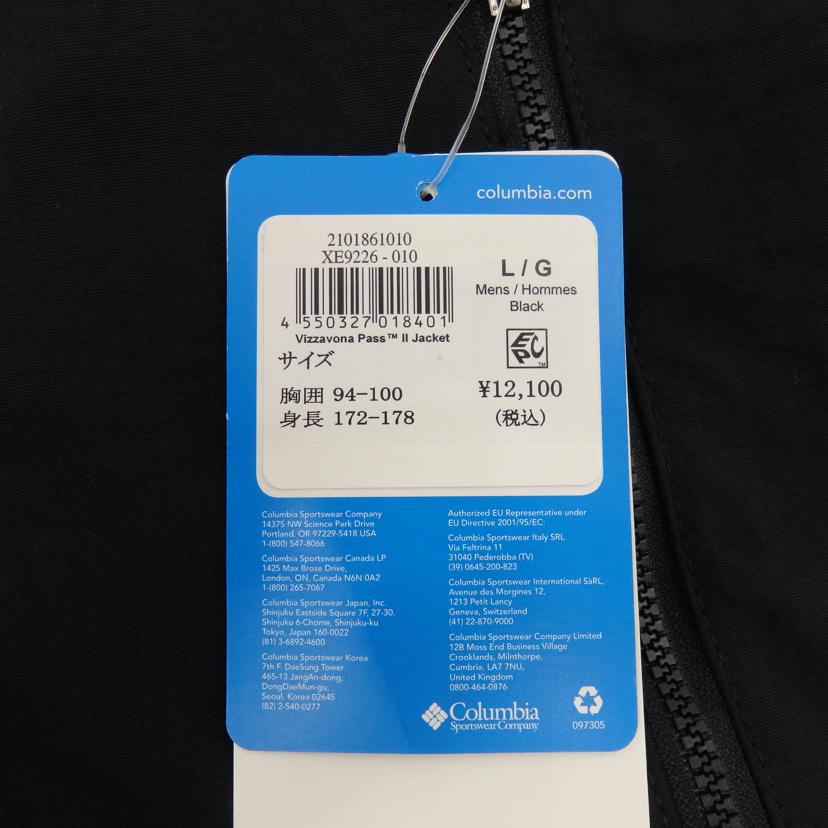 columbia.com
2101861010
XE9226 - 010
4 550327 018401
Vizzavona Pass™ II Jacket
サイズ
胸囲 94-100
身長 172-178
L / G
Mens / Hommes
Black
EPC™
¥12,100
(税込)
Columbia Sportswear Company
14375 NW Science Park Drive
Portland, OR 97229-5418 USA
1-(800) 547-8066
Columbia Sportswear Canada LP
1425 Max Brose Drive,
London, ON, Canada N6N 0A2
1-(800) 265-7067
Columbia Sportswear Japan, Inc.
Shinjuku Eastside Square 7F, 27-30,
Shinjuku 6-Chome, Shinjuku-ku
Tokyo, Japan 160-0022
(81) 3-6892-4600
Columbia Sportswear Korea
7th F. DaeSung Tower
465-13 JangAn-dong,
DongDaeMun-gu,
Seoul. Korea 02645
(82) 2-540-0277
Authorized EU Representative under
EU Directive 2001/95/EC:
Columbia Sportswear Italy SRL
Via Feltrina 11
31040 Pederobba (TV)
(39) 0645-200-823
Columbia Sportswear International SàRL,
Avenue des Morgines 12,
1213 Petit Lancy
Geneva, Switzerland
(41) 22-870-9000
Columbia Sportswear Company Limited
12B Moss End Business Village
Crooklands, Milnthorpe,
Cumbria, LA7 7NU,
United Kingdom
0800-464-0876
Columbia
Sportswear Company
097305